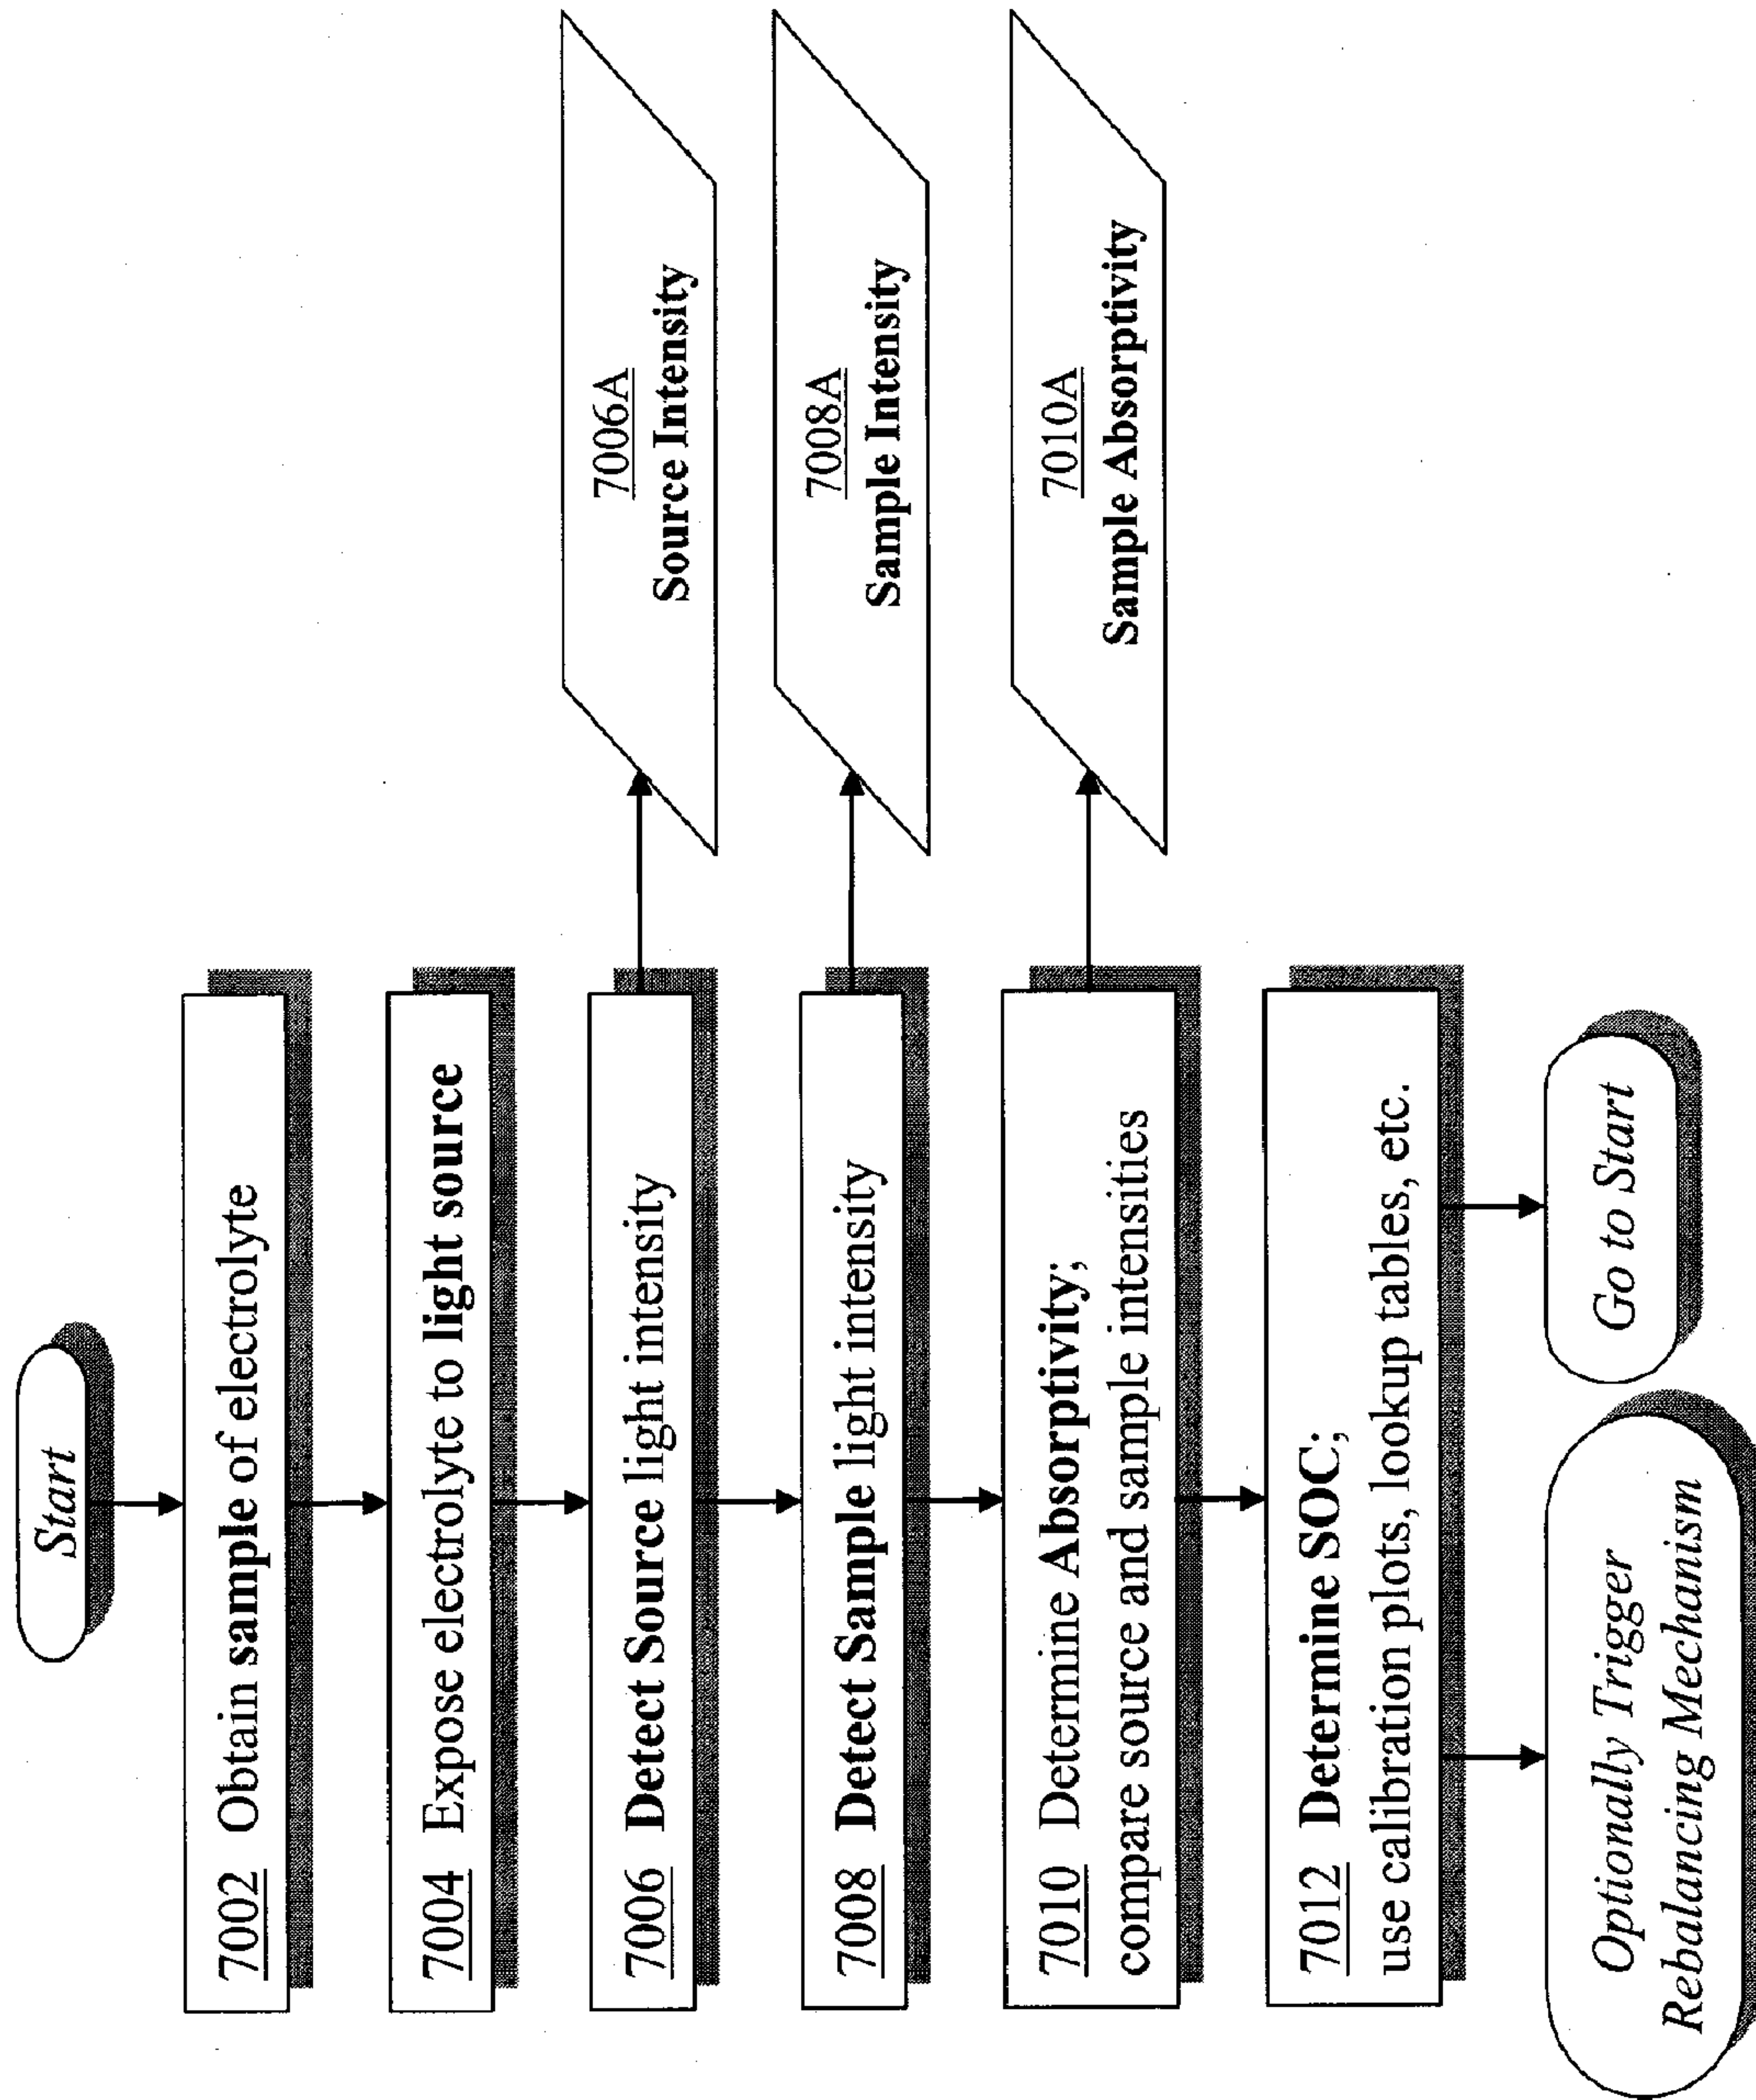 Start
7002 Obtain sample of electrolyte
7004 Expose electrolyte to light source
7006 Detect Source light intensity
7006A
Source Intensity
7008 Detect Sample light intensity
7008A
Sample Intensity
7010 Determine Absorptivity;
compare source and sample intensities
7010A
Sample Absorptivity
7012 Determine SOC;
use calibration plots, lookup tables, etc.
Optionally Trigger
Rebalancing Mechanism
Go to Start